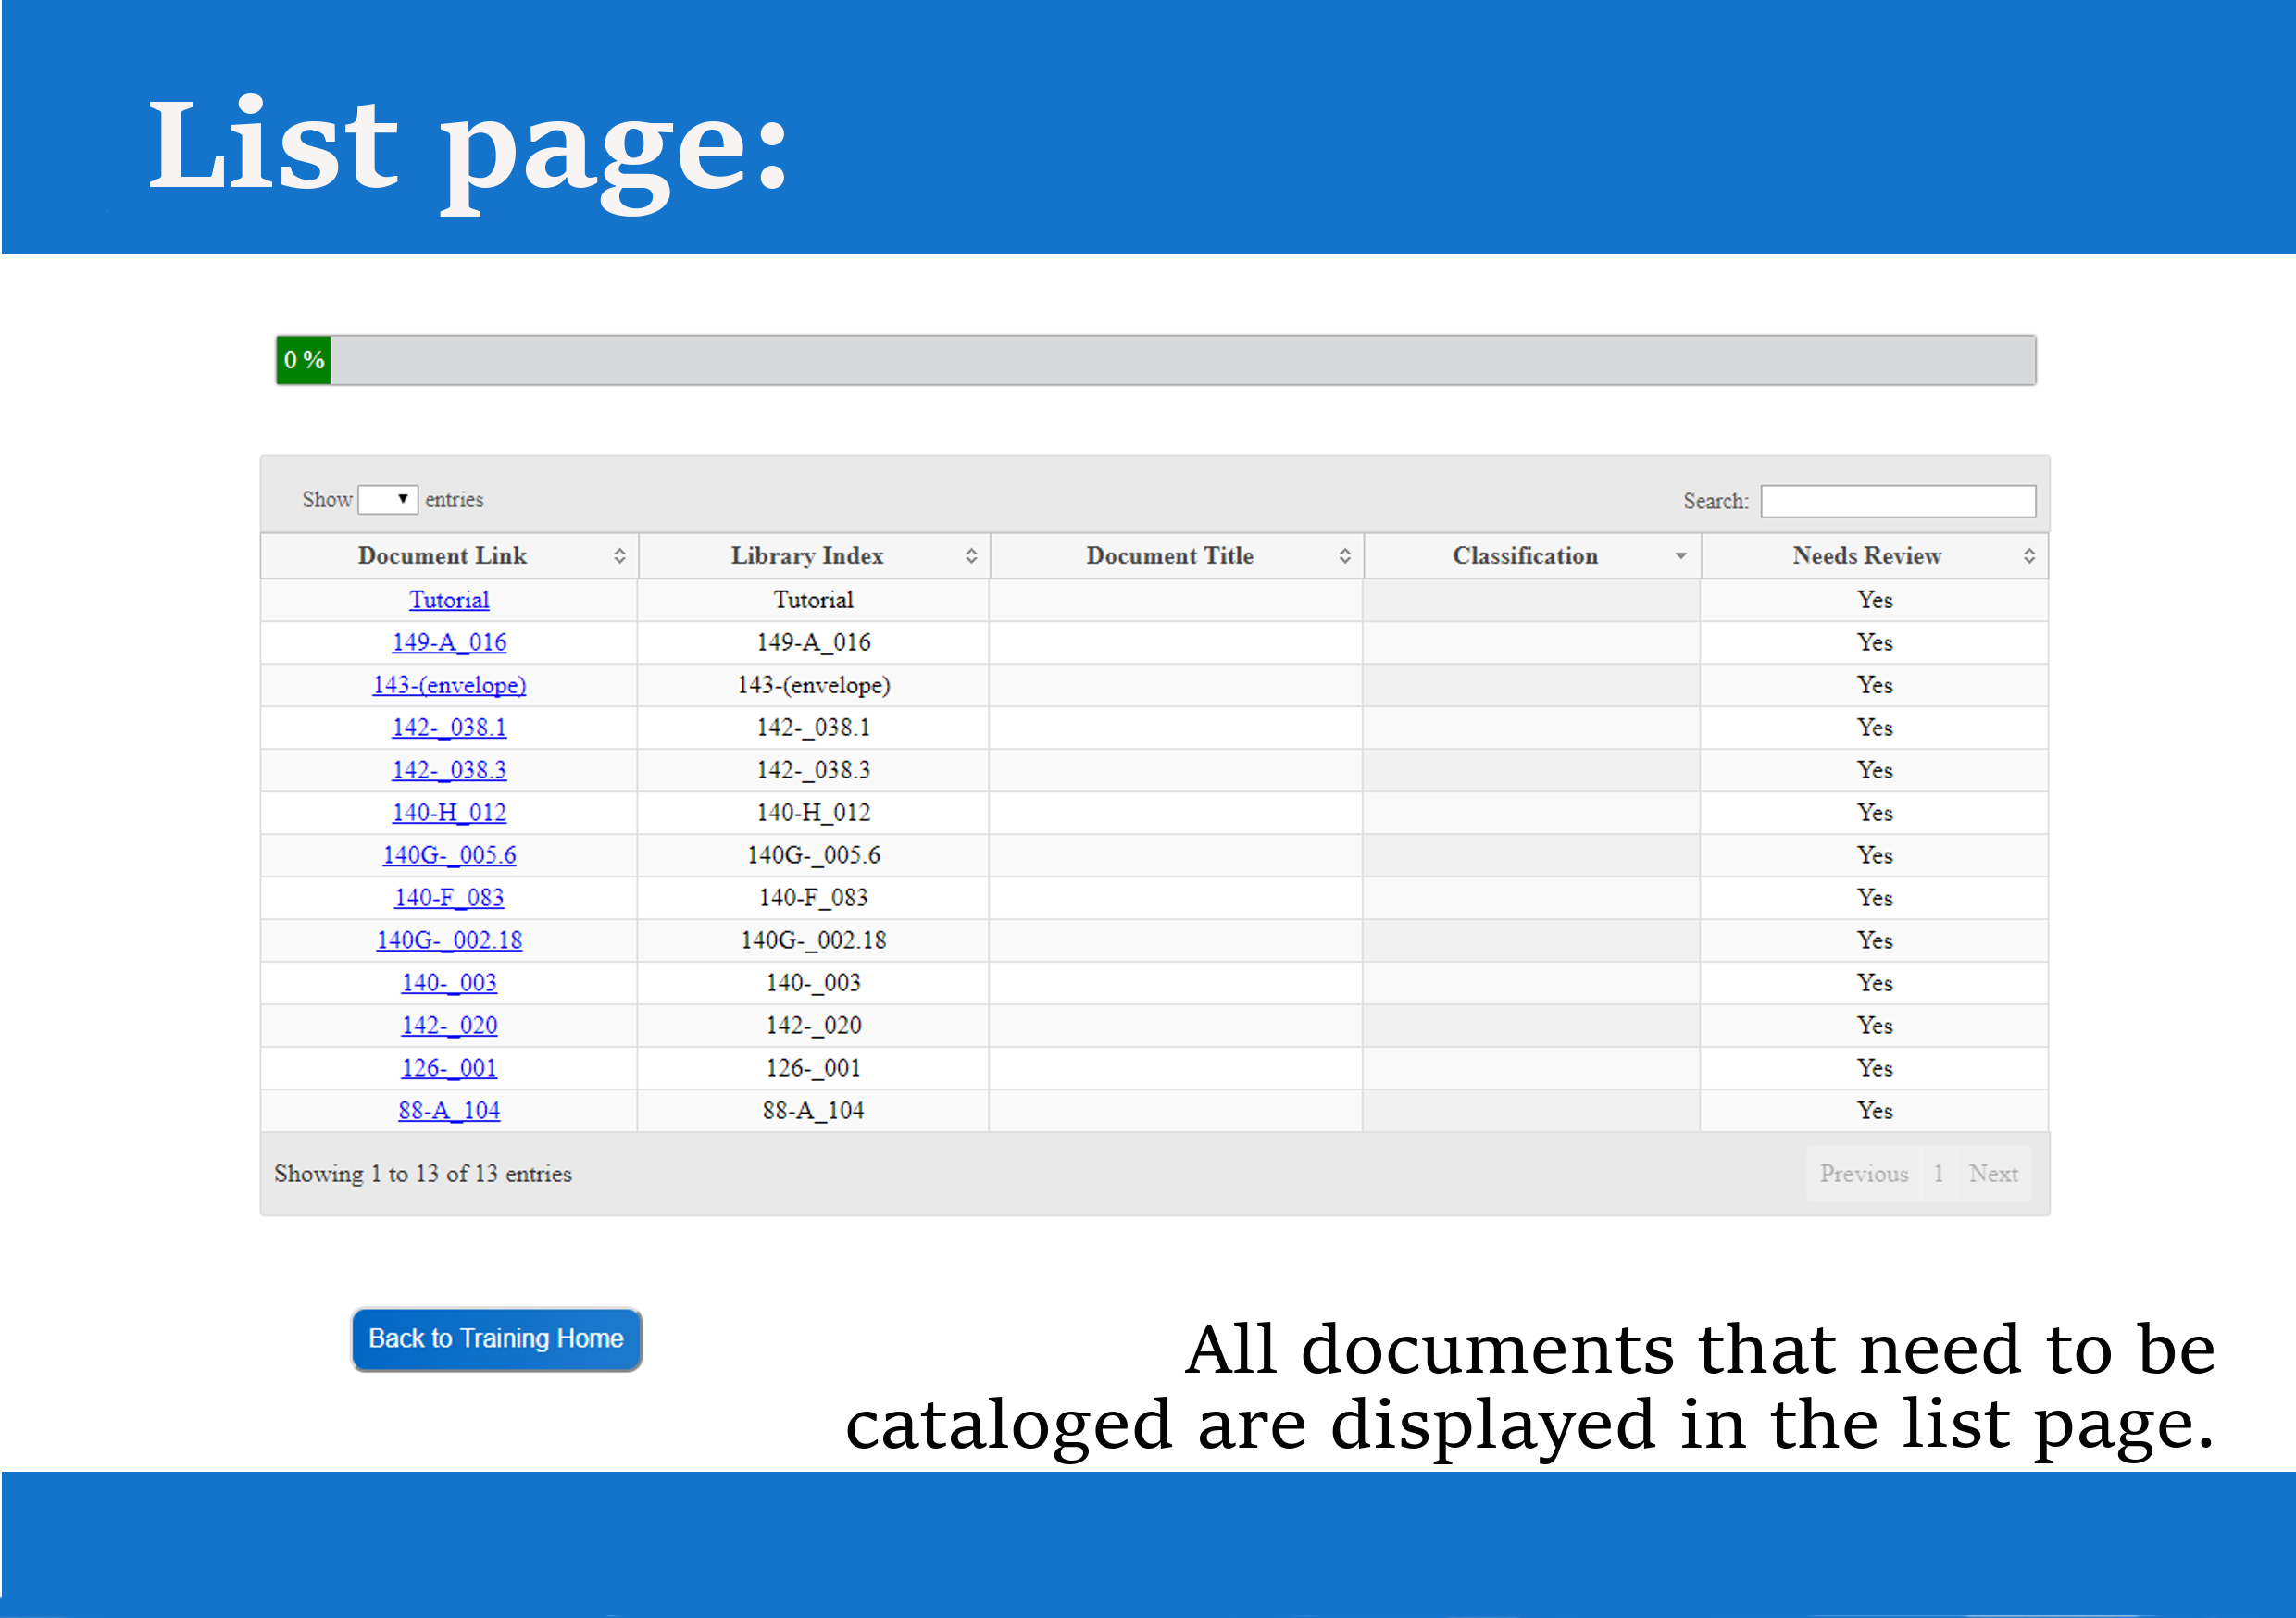 List page:
0 %
Show entries Search:
Document Link Library Index Document Title Classification Needs Review
Tutorial Tutorial Yes
149-A_016 149-A_016 Yes
143-(envelope) 143-(envelope) Yes
142-_038.1 142-_038.1 Yes
142-_038.3 142-_038.3 Yes
140-H_012 140-H_012 Yes
140G-_005.6 140G-_005.6 Yes
140-F_083 140-F_083 Yes
140G-_002.18 140G-_002.18 Yes
140-_003 140-_003 Yes
142-_020 142-_020 Yes
126-_001 126-_001 Yes
88-A_104 88-A_104 Yes
Showing 1 to 13 of 13 entries Previous 1 Next
Back to Training Home
All documents that need to be
cataloged are displayed in the list page.